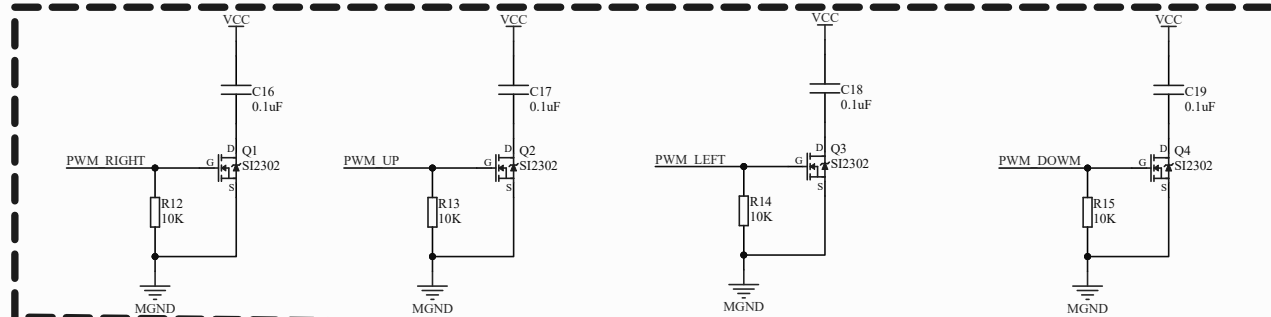 VCC
C16
0.1uF
D
Q1
PWM_RIGHT
G
SI2302
S
R12
10K
MGND
VCC
C17
0.1uF
D
Q2
PWM_UP
G
SI2302
S
R13
10K
MGND
VCC
C18
0.1uF
D
Q3
PWM_LEFT
G
SI2302
S
R14
10K
MGND
VCC
C19
0.1uF
D
Q4
PWM_DOWM
G
SI2302
S
R15
10K
MGND